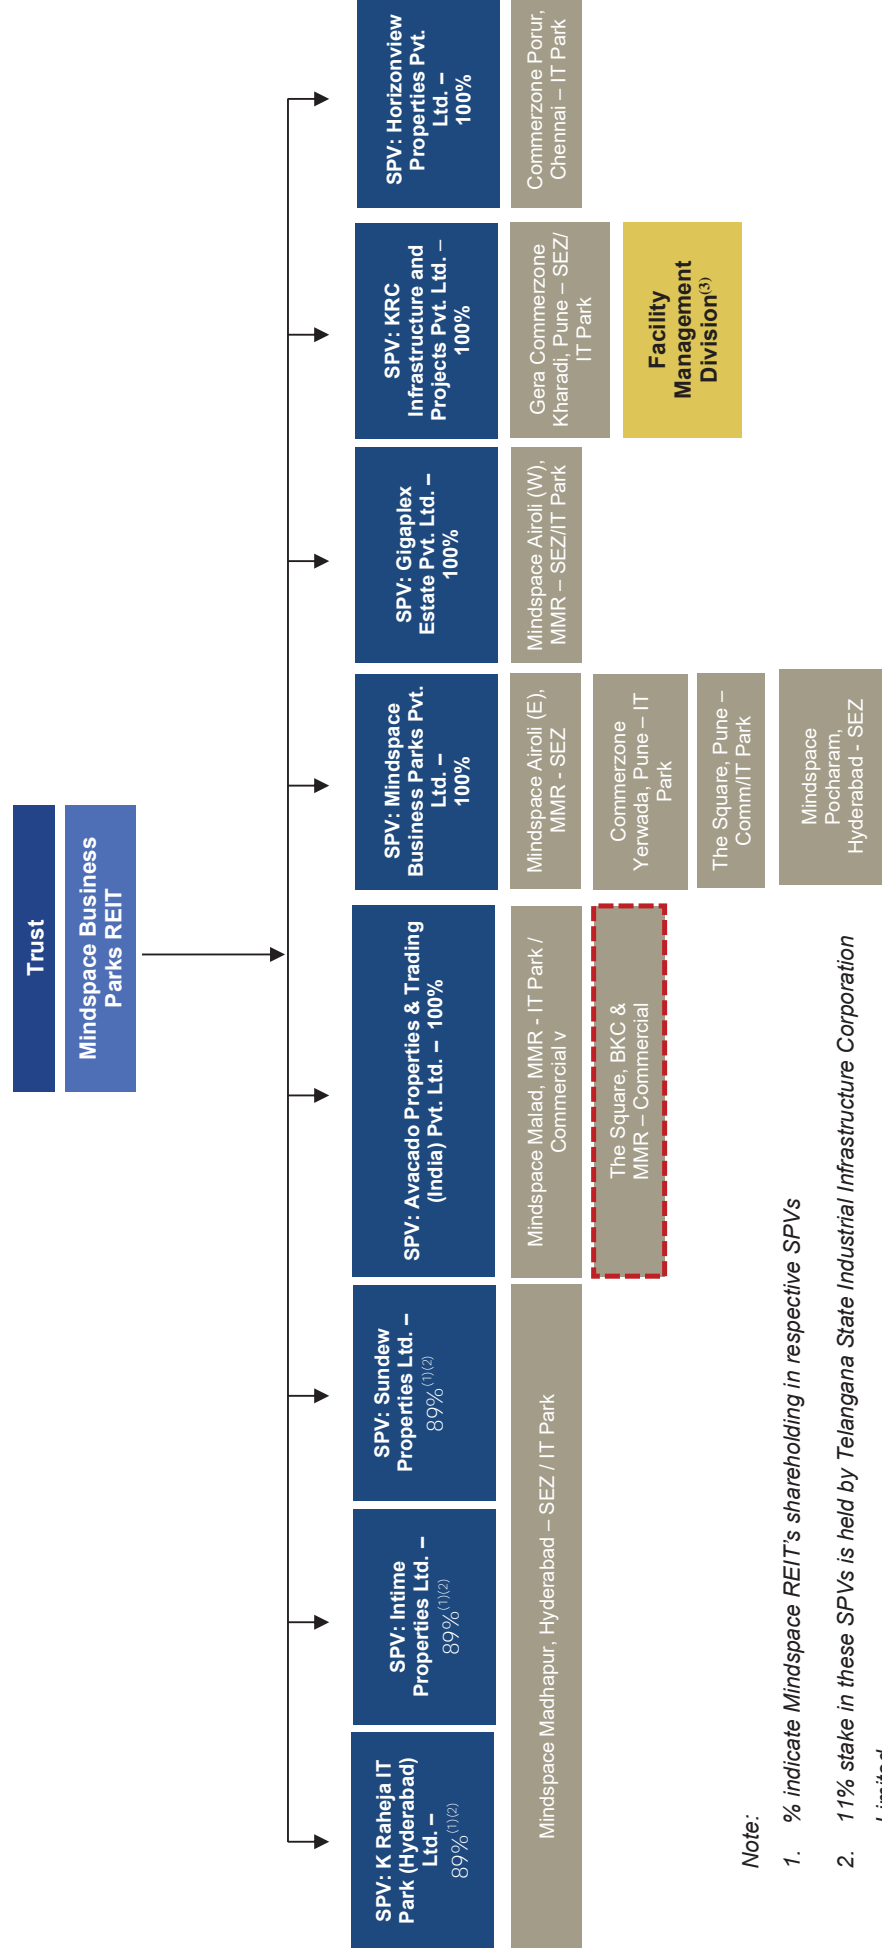 Trust
Mindspace Business
Parks REIT
SPV: K Raheja IT
Park (Hyderabad)
Ltd. –
89%(1)(2)
SPV: Intime
Properties Ltd. –
89%(1)(2)
SPV: Sundew
Properties Ltd. –
89%(1)(2)
SPV: Avacado Properties & Trading
(India) Pvt. Ltd. – 100%
SPV: Mindspace
Business Parks Pvt.
Ltd. –
100%
SPV: Gigaplex
Estate Pvt. Ltd. –
100%
SPV: KRC
Infrastructure and
Projects Pvt. Ltd. –
100%
SPV: Horizonview
Properties Pvt.
Ltd. –
100%
Mindspace Madhapur, Hyderabad – SEZ / IT Park
Mindspace Malad, MMR - IT Park /
Commercial v
The Square, BKC &
MMR – Commercial
Mindspace Airoli (E),
MMR - SEZ
Commerzone
Yerwada, Pune – IT
Park
The Square, Pune –
Comm/IT Park
Mindspace
Pocharam,
Hyderabad - SEZ
Mindspace Airoli (W),
MMR – SEZ/IT Park
Gera Commerzone
Kharadi, Pune – SEZ/
IT Park
Facility
Management
Division(3)
Commerzone Porur,
Chennai – IT Park
Note:
1. % indicate Mindspace REIT's shareholding in respective SPVs
2. 11% stake in these SPVs is held by Telangana State Industrial Infrastructure Corporation
Limited